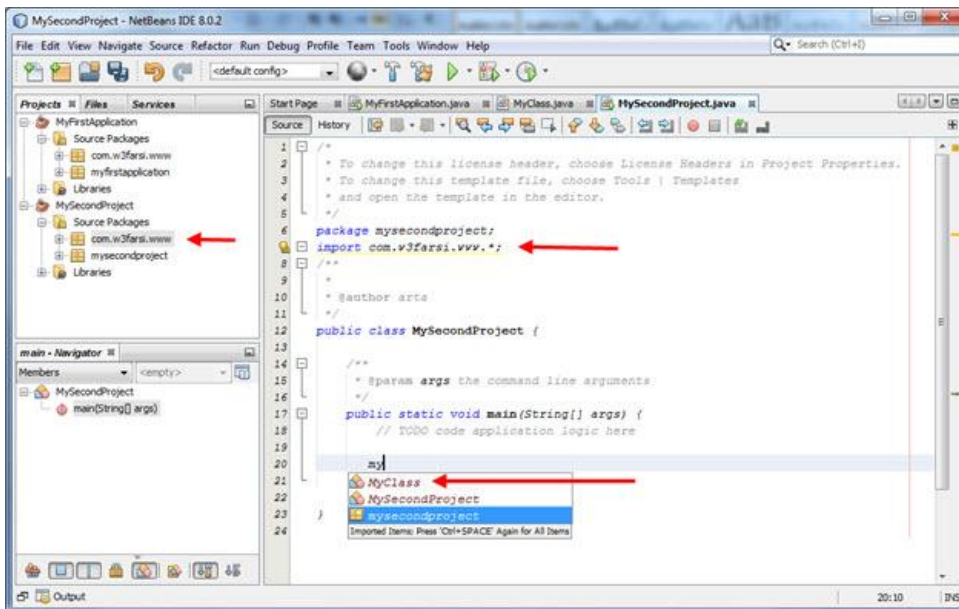 MySecondProject - NetBeans IDE 8.0.2
File Edit View Navigate Source Refactor Run Debug Profile Team Tools Window Help
Search (Ctrl+I)
<default config>
Projects Files Services
MyFirstApplication
Source Packages
com.w3farsi.www
myfirstapplication
Libraries
MySecondProject
Source Packages
com.w3farsi.www
mysecondproject
Libraries
main - Navigator
Members <empty>
MySecondProject
main(String[] args)
Start Page MyFirstApplication.java MyClass.java MySecondProject.java
Source History
1 /*
2 * To change this license header, choose License Headers in Project Properties.
3 * To change this template file, choose Tools | Templates
4 * and open the template in the editor.
5 */
6 package mysecondproject;
import com.w3farsi.www.*;
8 /**
9 *
10 * @author arta
11 */
12 public class MySecondProject {
13
14 /**
15 * @param args the command line arguments
16 */
17 public static void main(String[] args) {
18 // TODO code application logic here
19
20 my
21 MyClass
22 MySecondProject
23 } mysecondproject
24 Imported Items; Press 'Ctrl+SPACE' Again for All Items
Output
20:10 INS